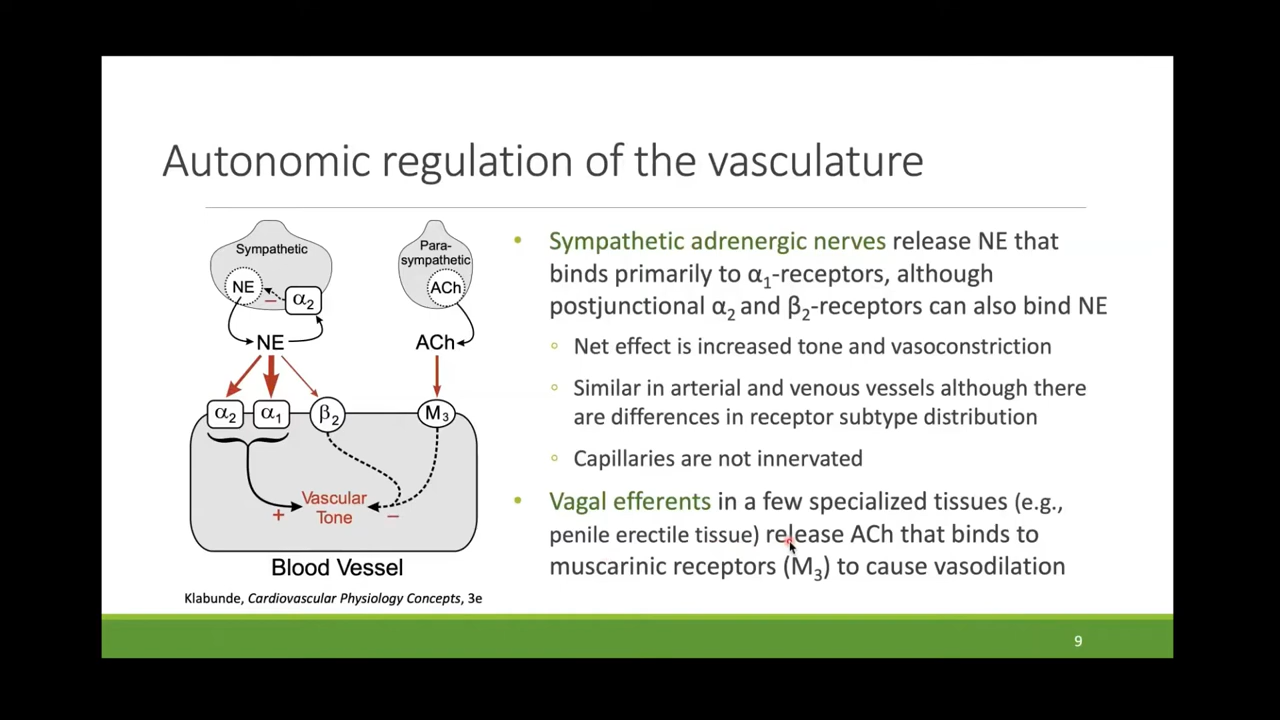 Autonomic regulation of the vasculature
Sympathetic
NE
α2
−
NE
Para-
sympathetic
ACh
ACh
α2
α1
β2
M3
Vascular
Tone
+
−
Blood Vessel
Klabunde, Cardiovascular Physiology Concepts, 3e
• Sympathetic adrenergic nerves release NE that
binds primarily to α1-receptors, although
postjunctional α2 and β2-receptors can also bind NE
◦ Net effect is increased tone and vasoconstriction
◦ Similar in arterial and venous vessels although there
are differences in receptor subtype distribution
◦ Capillaries are not innervated
• Vagal efferents in a few specialized tissues (e.g.,
penile erectile tissue) release ACh that binds to
muscarinic receptors (M3) to cause vasodilation
9